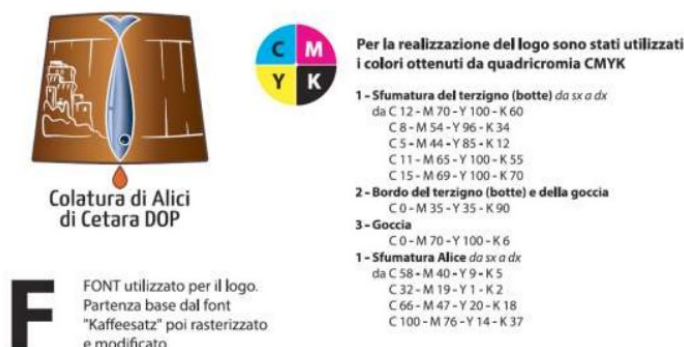 Colatura di Alici
di Cetara DOP
C M
Y K
Per la realizzazione del logo sono stati utilizzati
i colori ottenuti da quadricromia CMYK
1 - Sfumatura del terzigno (botte) da sx a dx
da C 12 - M 70 - Y 100 - K 60
C 8 - M 54 - Y 96 - K 34
C 5 - M 44 - Y 85 - K 12
C 11 - M 65 - Y 100 - K 55
C 15 - M 69 - Y 100 - K 70
2 - Bordo del terzigno (botte) e della goccia
C 0 - M 35 - Y 35 - K 90
3 - Goccia
C 0 - M 70 - Y 100 - K 6
1 - Sfumatura Alice da sx a dx
da C 58 - M 40 - Y 9 - K 5
C 32 - M 19 - Y 1 - K 2
C 66 - M 47 - Y 20 - K 18
C 100 - M 76 - Y 14 - K 37
F
FONT utilizzato per il logo.
Partenza base dal font
"Kaffeesatz" poi rasterizzato
e modificato